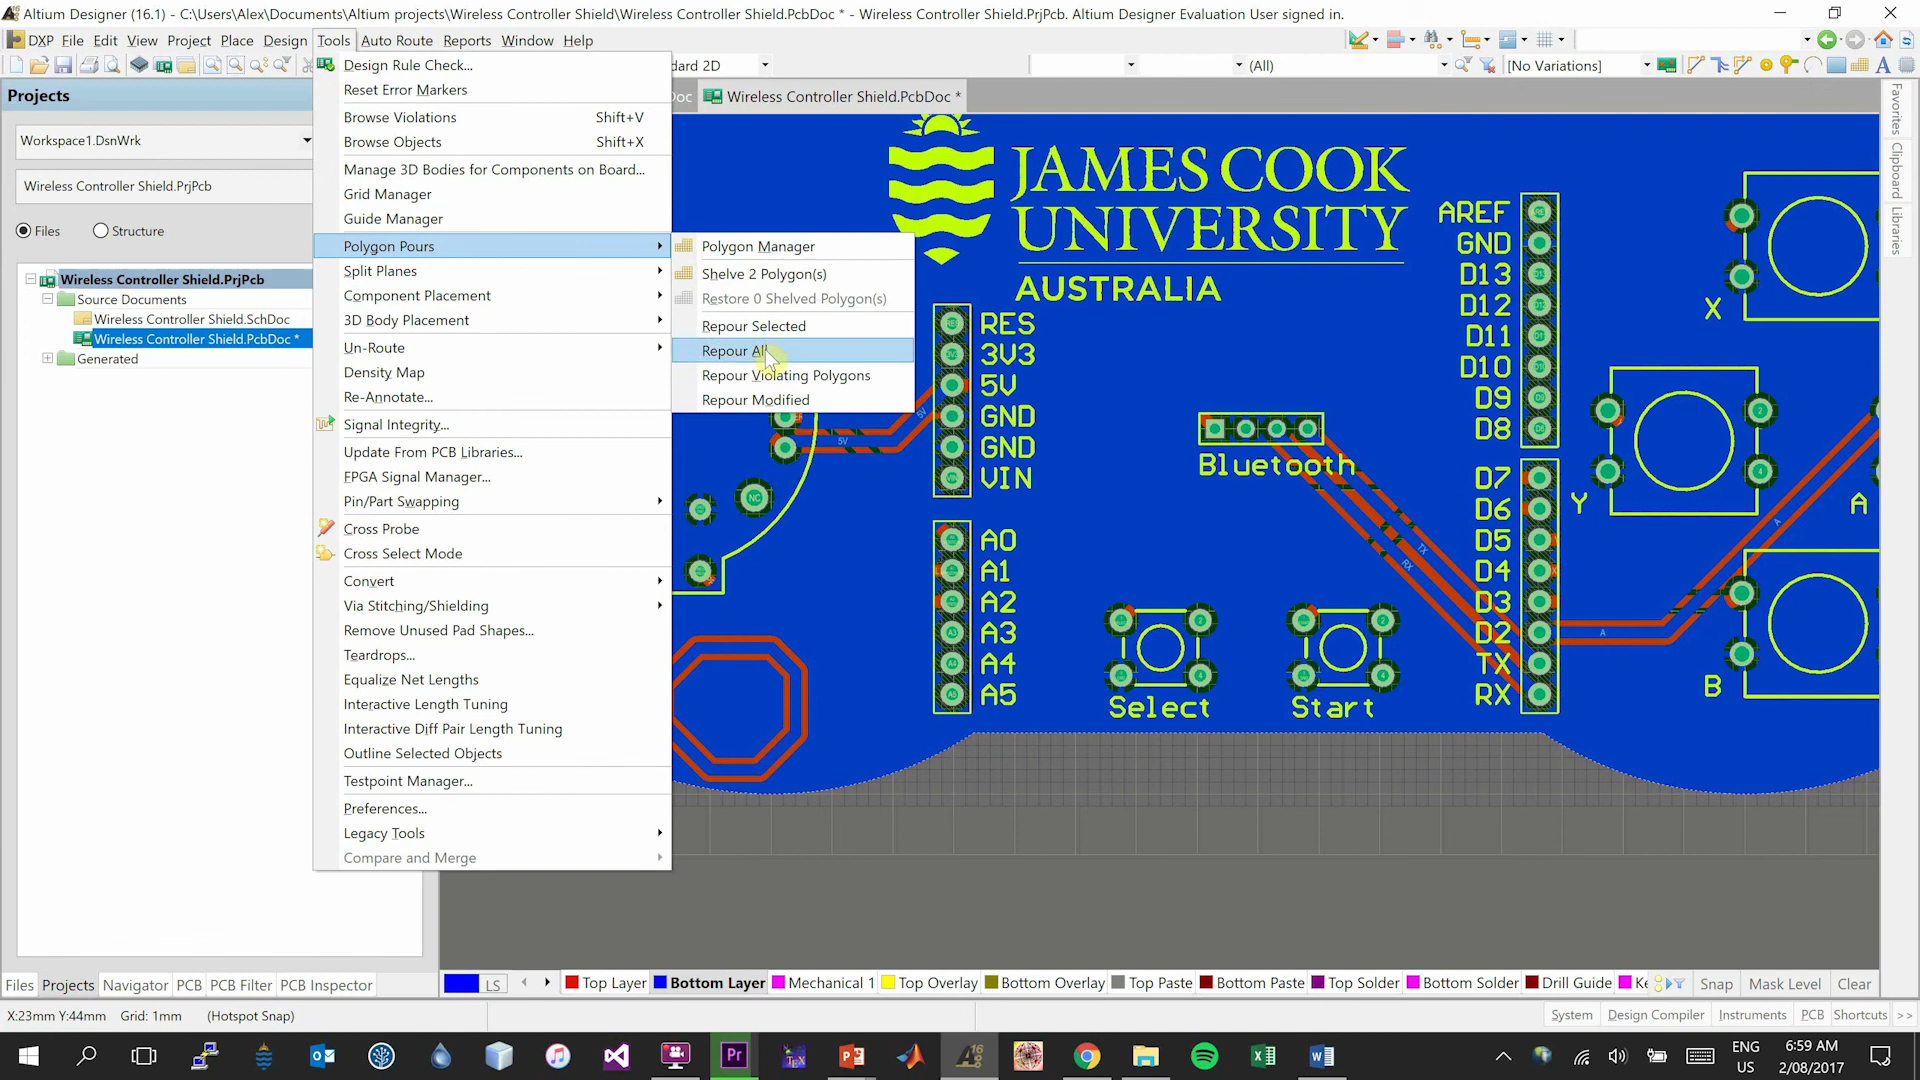 Altium Designer (16.1) - C:\Users\Alex\Documents\Altium projects\Wireless Controller Shield\Wireless Controller Shield.PcbDoc * - Wireless Controller Shield.PrjPcb. Altium Designer Evaluation User signed in.
DXP File Edit View Project Place Design Tools Auto Route Reports Window Help
dard 2D (All) [No Variations]
Projects
Workspace1.DsnWrk
Wireless Controller Shield.PrjPcb
Files Structure
Wireless Controller Shield.PrjPcb
Source Documents
Wireless Controller Shield.SchDoc
Wireless Controller Shield.PcbDoc *
Generated
Design Rule Check...
Reset Error Markers
Browse Violations Shift+V
Browse Objects Shift+X
Manage 3D Bodies for Components on Board...
Grid Manager
Guide Manager
Polygon Pours
Split Planes
Component Placement
3D Body Placement
Un-Route
Density Map
Re-Annotate...
Signal Integrity...
Update From PCB Libraries...
FPGA Signal Manager...
Pin/Part Swapping
Cross Probe
Cross Select Mode
Convert
Via Stitching/Shielding
Remove Unused Pad Shapes...
Teardrops...
Equalize Net Lengths
Interactive Length Tuning
Interactive Diff Pair Length Tuning
Outline Selected Objects
Testpoint Manager...
Preferences...
Legacy Tools
Compare and Merge
Polygon Manager
Shelve 2 Polygon(s)
Restore 0 Shelved Polygon(s)
Repour Selected
Repour All
Repour Violating Polygons
Repour Modified
Doc Wireless Controller Shield.PcbDoc *
JAMES COOK
UNIVERSITY
AUSTRALIA
RES
3V3
5V
GND
GND
VIN
A0
A1
A2
A3
A4
A5
5V
5V
NC
Bluetooth
TX
RX
Select
Start
AREF
GND
D13
D12
D11
D10
D9
D8
D7
D6
D5
D4
D3
D2
TX
RX
A
A
X
Y
A
B
Favorites
Clipboard
Libraries
Files Projects Navigator PCB PCB Filter PCB Inspector
LS Top Layer Bottom Layer Mechanical 1 Top Overlay Bottom Overlay Top Paste Bottom Paste Top Solder Bottom Solder Drill Guide Ke Snap Mask Level Clear
X:23mm Y:44mm Grid: 1mm (Hotspot Snap)
System Design Compiler Instruments PCB Shortcuts >>
ENG
US
6:59 AM
2/08/2017